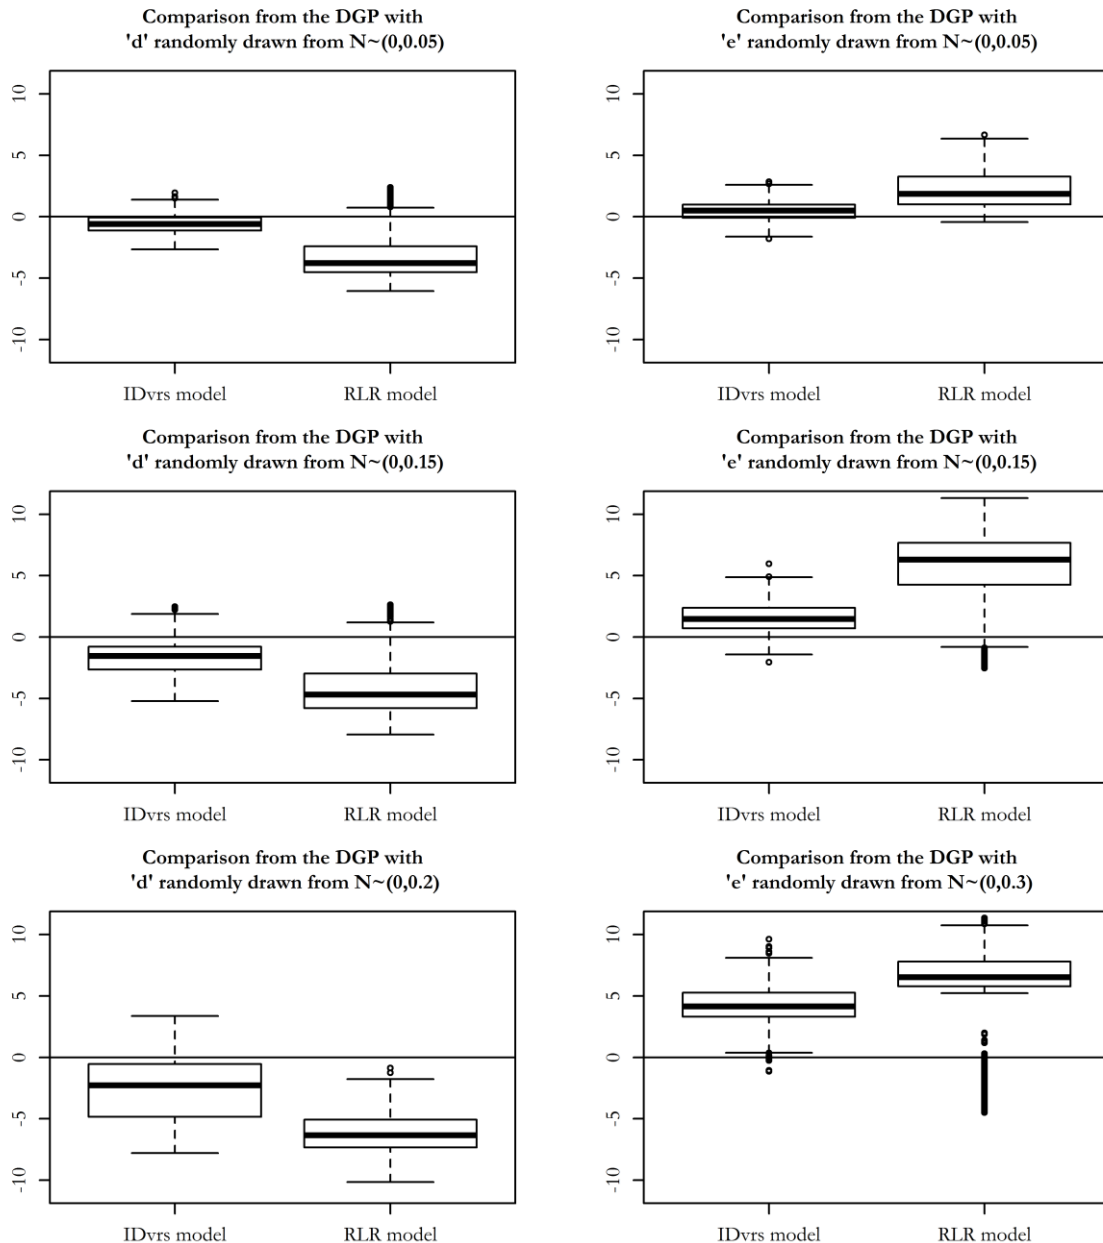 Comparison from the DGP with
'd' randomly drawn from N~(0,0.05)
10
5
0
-5
-10
IDvrs model
RLR model
Comparison from the DGP with
'e' randomly drawn from N~(0,0.05)
10
5
0
-5
-10
IDvrs model
RLR model
Comparison from the DGP with
'd' randomly drawn from N~(0,0.15)
10
5
0
-5
-10
IDvrs model
RLR model
Comparison from the DGP with
'e' randomly drawn from N~(0,0.15)
10
5
0
-5
-10
IDvrs model
RLR model
Comparison from the DGP with
'd' randomly drawn from N~(0,0.2)
10
5
0
-5
-10
IDvrs model
RLR model
Comparison from the DGP with
'e' randomly drawn from N~(0,0.3)
10
5
0
-5
-10
IDvrs model
RLR model